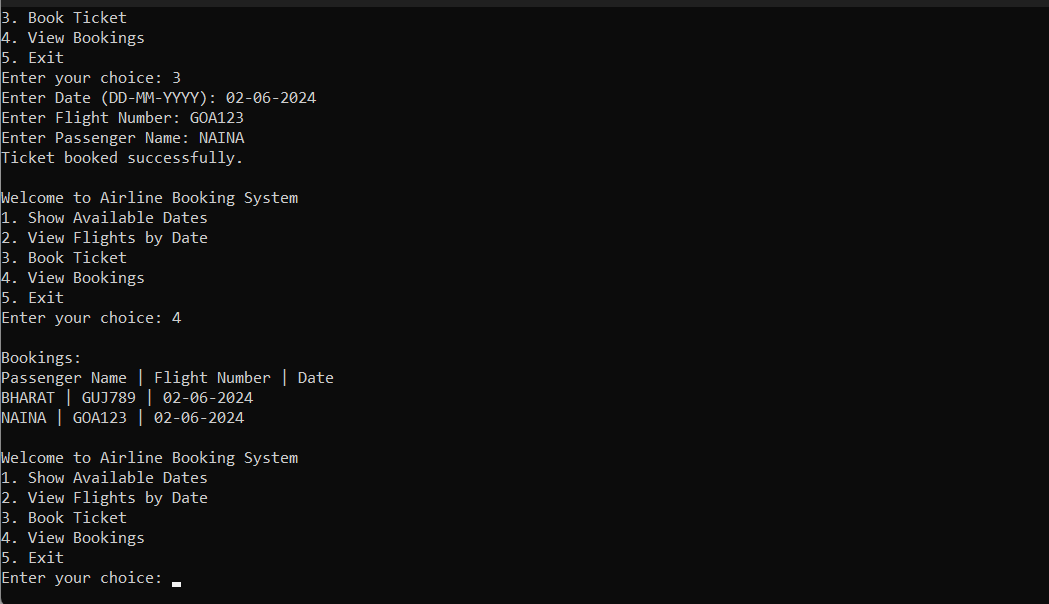 3. Book Ticket
4. View Bookings
5. Exit
Enter your choice: 3
Enter Date (DD-MM-YYYY): 02-06-2024
Enter Flight Number: GOA123
Enter Passenger Name: NAINA
Ticket booked successfully.
Welcome to Airline Booking System
1. Show Available Dates
2. View Flights by Date
3. Book Ticket
4. View Bookings
5. Exit
Enter your choice: 4
Bookings:
Passenger Name | Flight Number | Date
BHARAT | GUJ789 | 02-06-2024
NAINA | GOA123 | 02-06-2024
Welcome to Airline Booking System
1. Show Available Dates
2. View Flights by Date
3. Book Ticket
4. View Bookings
5. Exit
Enter your choice: